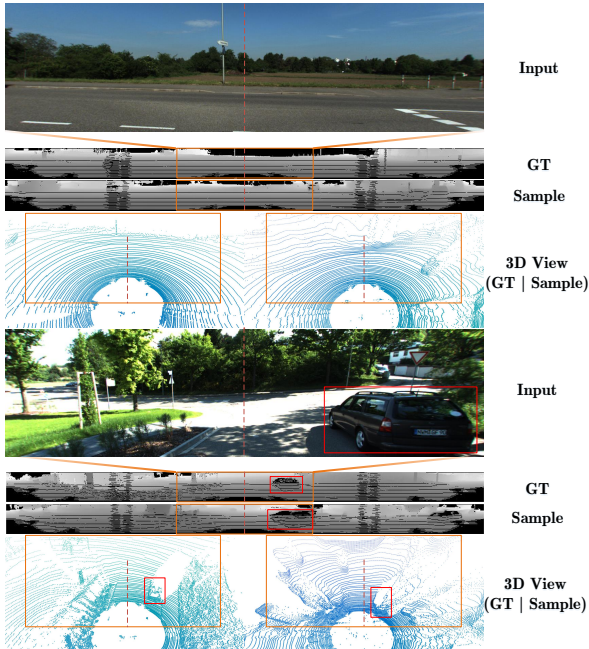 Input
GT
Sample
3D View
(GT | Sample)
Input
GT
Sample
3D View
(GT | Sample)